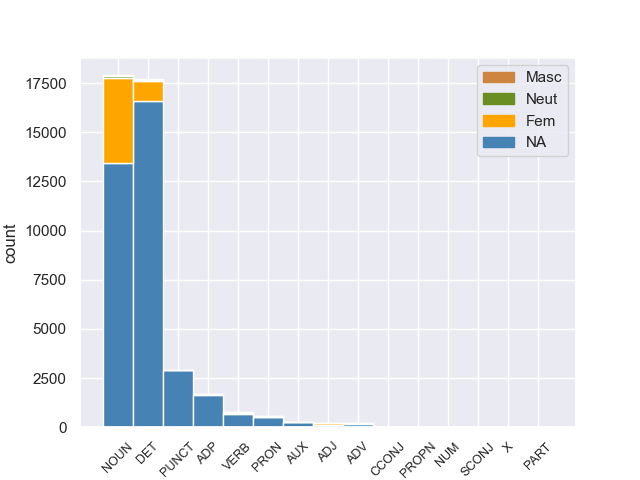 Masc
Neut
Fem
NA
17500
15000
12500
10000
7500
5000
2500
0
count
NOUN
DET
PUNCT
ADP
VERB
PRON
AUX
ADJ
ADV
CCONJ
PROPN
NUM
SCONJ
X
PART